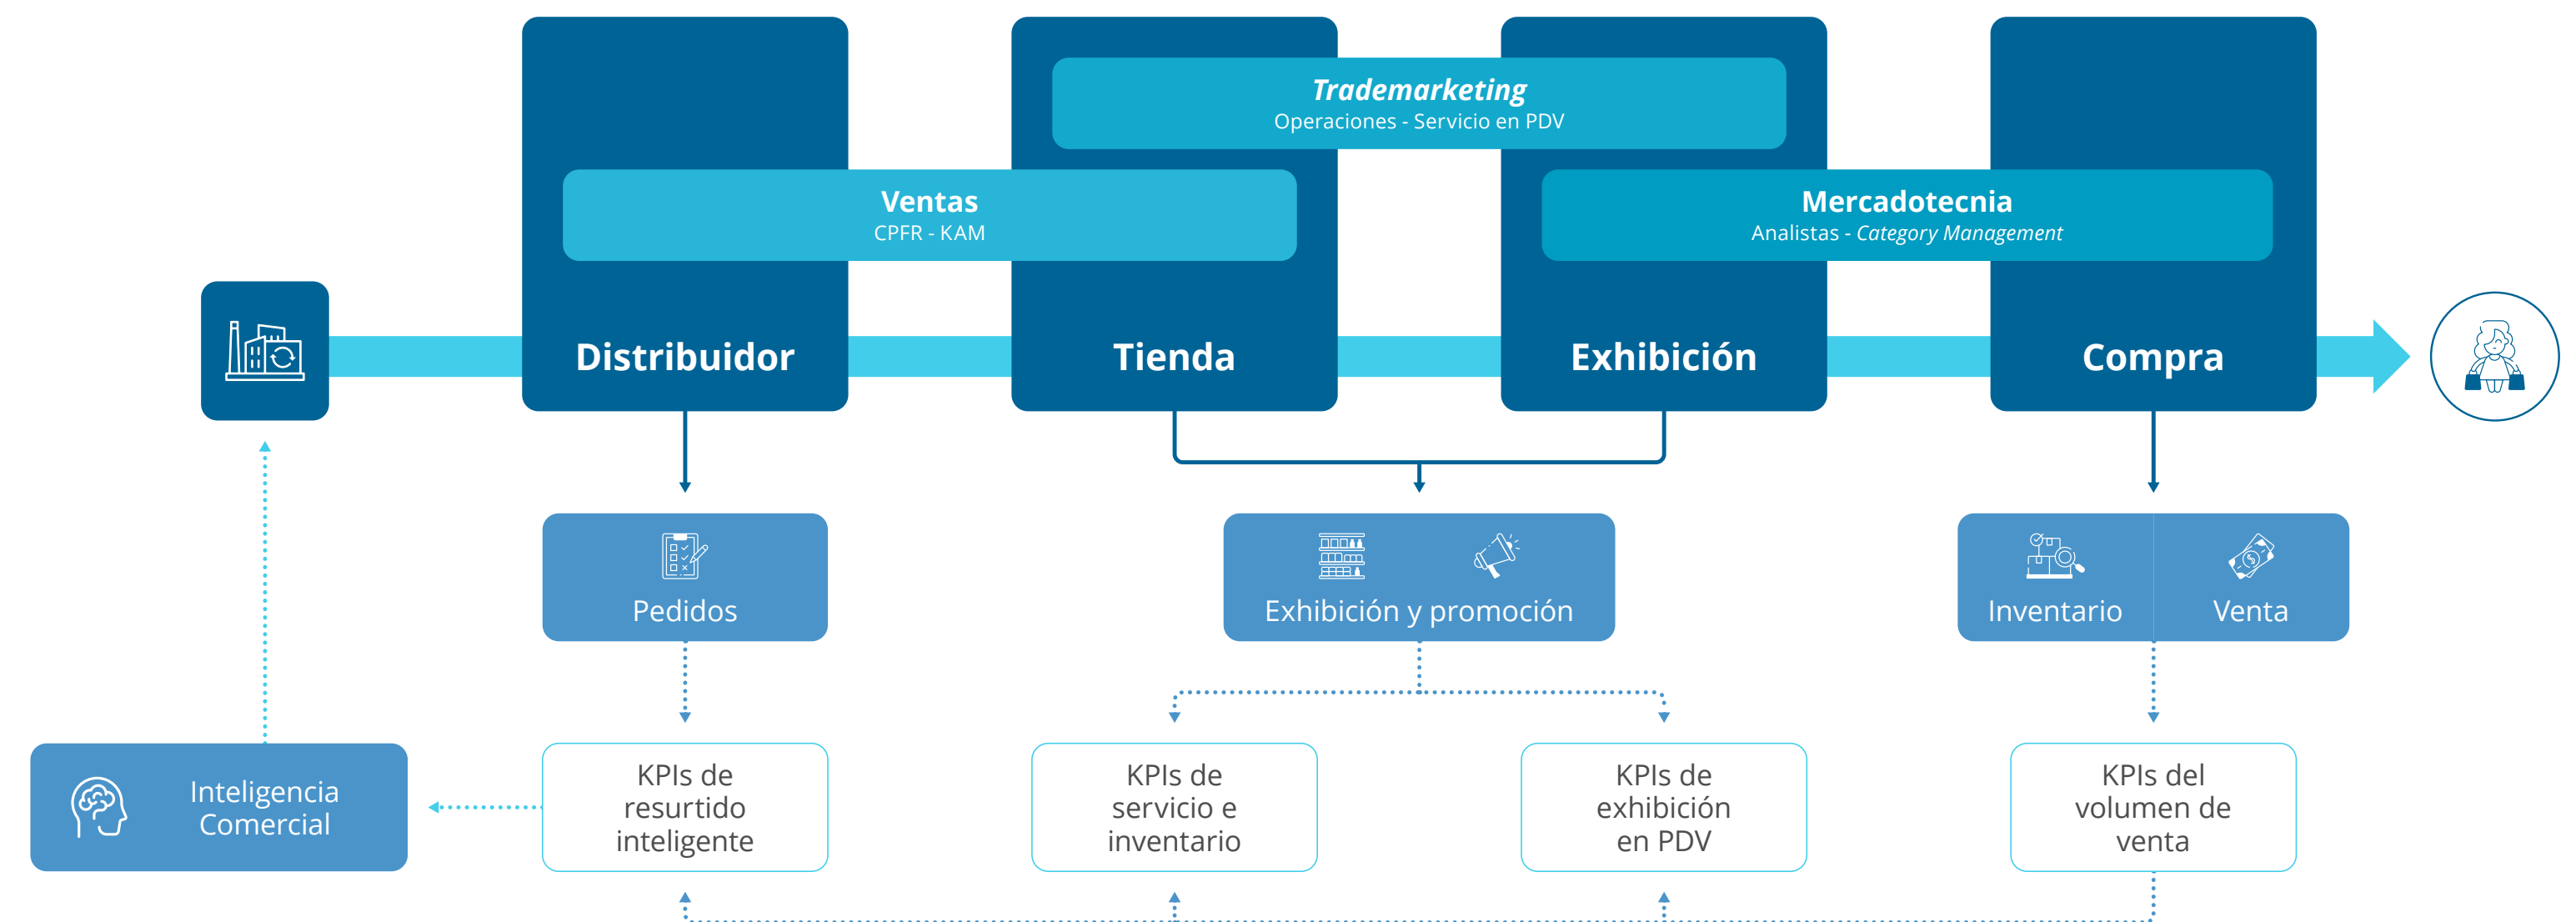 Trademarketing
Operaciones - Servicio en PDV
Ventas
CPFR - KAM
Mercadotecnia
Analistas - Category Management
Distribuidor
Tienda
Exhibición
Compra
Pedidos
Exhibición y promoción
Inventario
Venta
Inteligencia
Comercial
KPIs de
resurtido
inteligente
KPIs de
servicio e
inventario
KPIs de
exhibición
en PDV
KPIs del
volumen de
venta